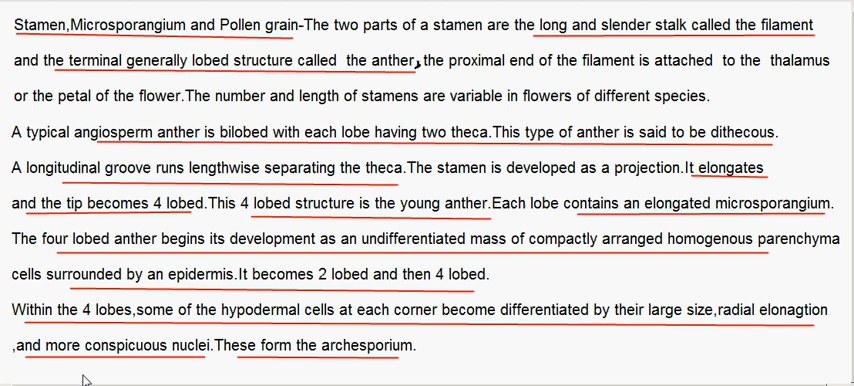 Stamen,Microsporangium and Pollen grain-The two parts of a stamen are the long and slender stalk called the filament
and the terminal generally lobed structure called the anther,the proximal end of the filament is attached to the thalamus
or the petal of the flower.The number and length of stamens are variable in flowers of different species.
A typical angiosperm anther is bilobed with each lobe having two theca.This type of anther is said to be dithecous.
A longitudinal groove runs lengthwise separating the theca.The stamen is developed as a projection.It elongates
and the tip becomes 4 lobed.This 4 lobed structure is the young anther.Each lobe contains an elongated microsporangium.
The four lobed anther begins its development as an undifferentiated mass of compactly arranged homogenous parenchyma
cells surrounded by an epidermis.It becomes 2 lobed and then 4 lobed.
Within the 4 lobes,some of the hypodermal cells at each corner become differentiated by their large size,radial elonagtion
,and more conspicuous nuclei.These form the archesporium.